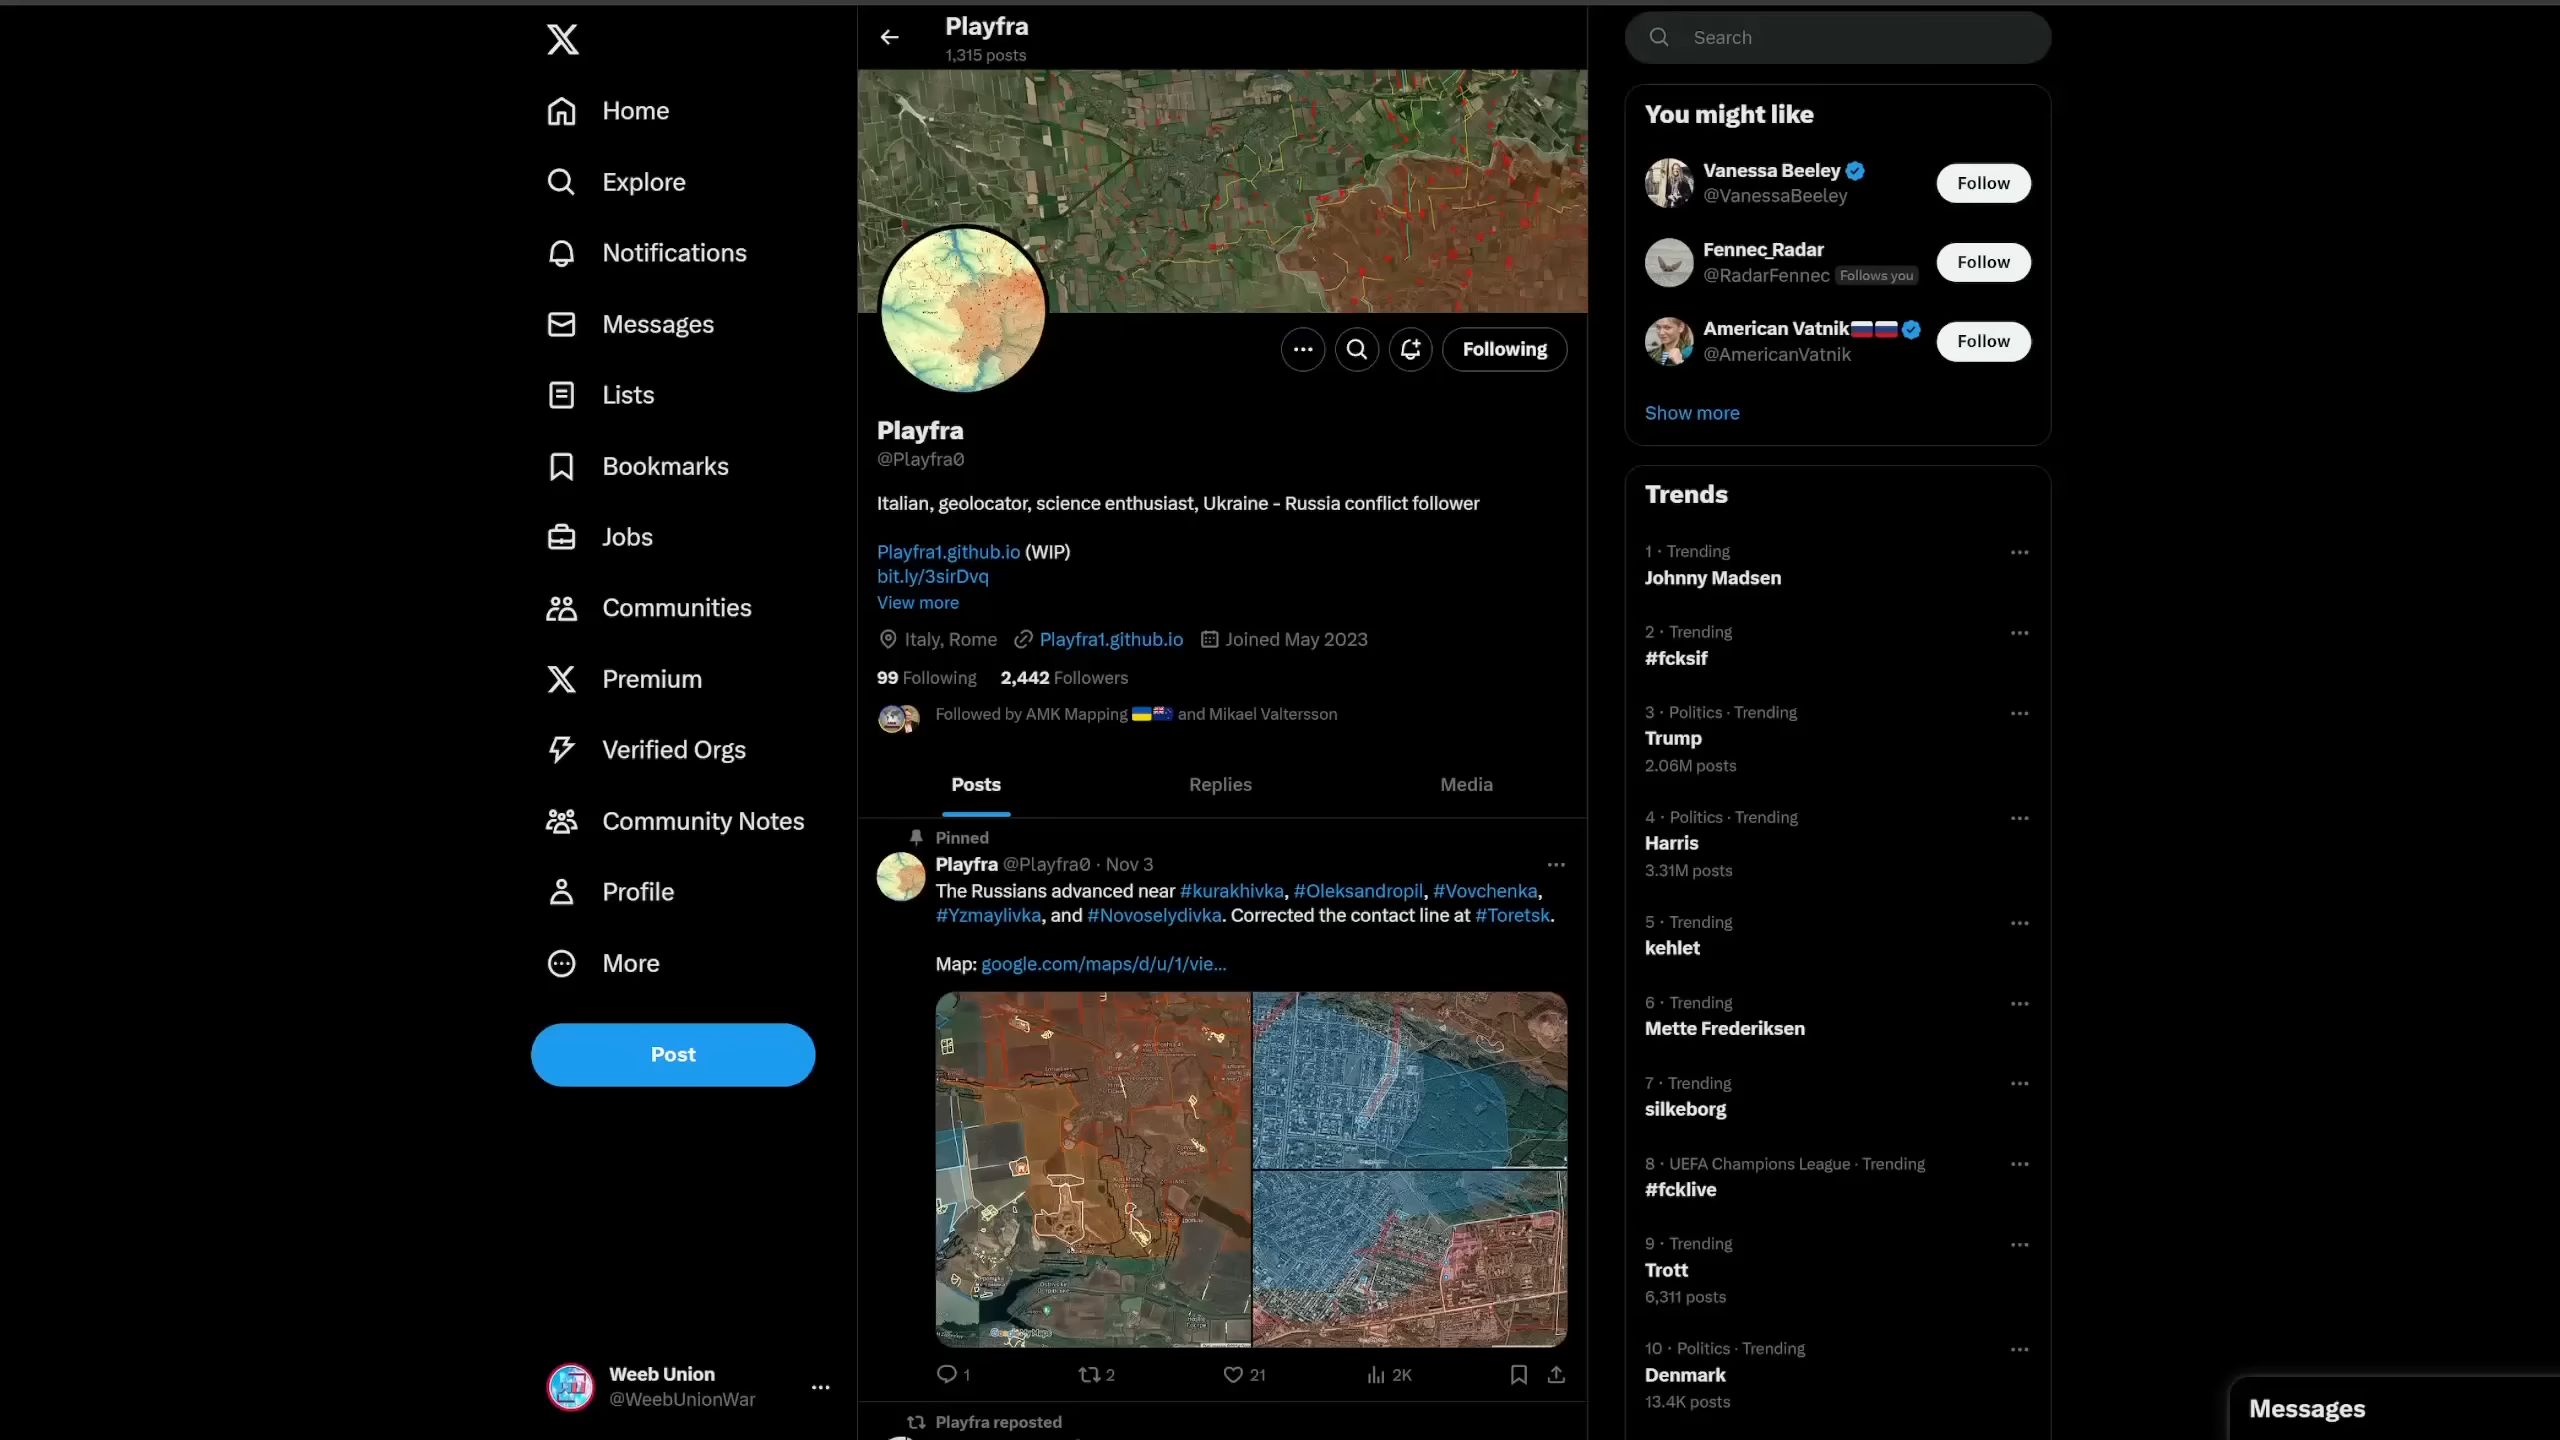 Home
Explore
Notifications
Messages
Lists
Bookmarks
Jobs
Communities
Premium
Verified Orgs
Community Notes
Profile
More
Post
Weeb Union
@WeebUnionWar
Playfra
1,315 posts
Following
Playfra
@Playfra0
Italian, geolocator, science enthusiast, Ukraine - Russia conflict follower
Playfra1.github.io (WIP)
bit.ly/3sirDvq
View more
Italy, Rome Playfra1.github.io Joined May 2023
99 Following 2,442 Followers
Followed by AMK Mapping 🇺🇦🇳🇿 and Mikael Valtersson
Posts Replies Media
Pinned
Playfra @Playfra0 · Nov 3
The Russians advanced near #kurakhivka, #Oleksandropil, #Vovchenka,
#Yzmaylivka, and #Novoselydivka. Corrected the contact line at #Toretsk.
Map: google.com/maps/d/u/1/vie...
1 2 21 2K
Playfra reposted
Search
You might like
Vanessa Beeley
@VanessaBeeley
Follow
Fennec_Radar
@RadarFennec Follows you
Follow
American Vatnik🇷🇺🇷🇺
@AmericanVatnik
Follow
Show more
Trends
1 · Trending
Johnny Madsen
2 · Trending
#fcksif
3 · Politics · Trending
Trump
2.06M posts
4 · Politics · Trending
Harris
3.31M posts
5 · Trending
kehlet
6 · Trending
Mette Frederiksen
7 · Trending
silkeborg
8 · UEFA Champions League · Trending
#fcklive
9 · Trending
Trott
6,311 posts
10 · Politics · Trending
Denmark
13.4K posts
Messages